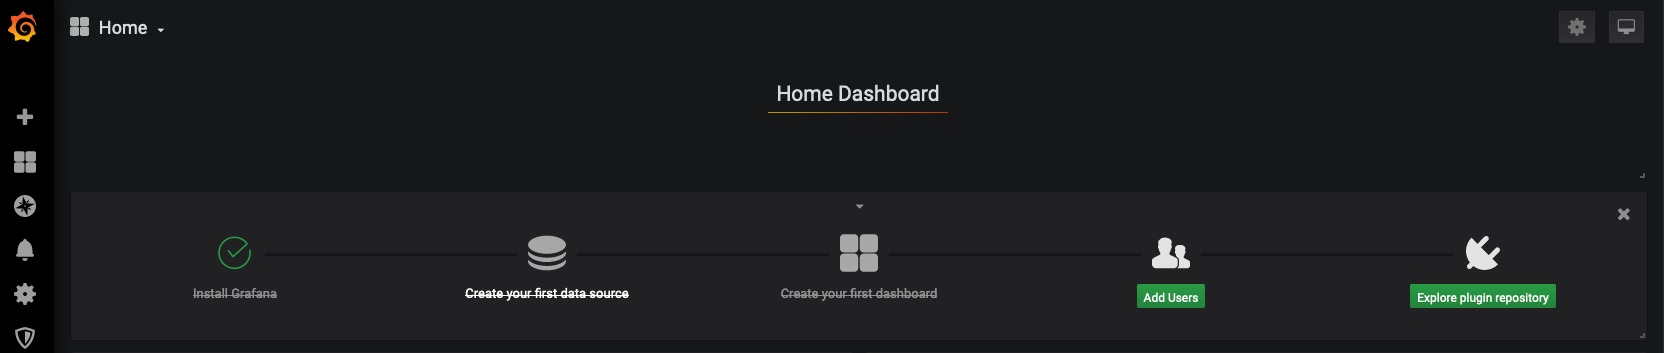 Home
Home Dashboard
Install Grafana
Create your first data source
Create your first dashboard
Add Users
Explore plugin repository